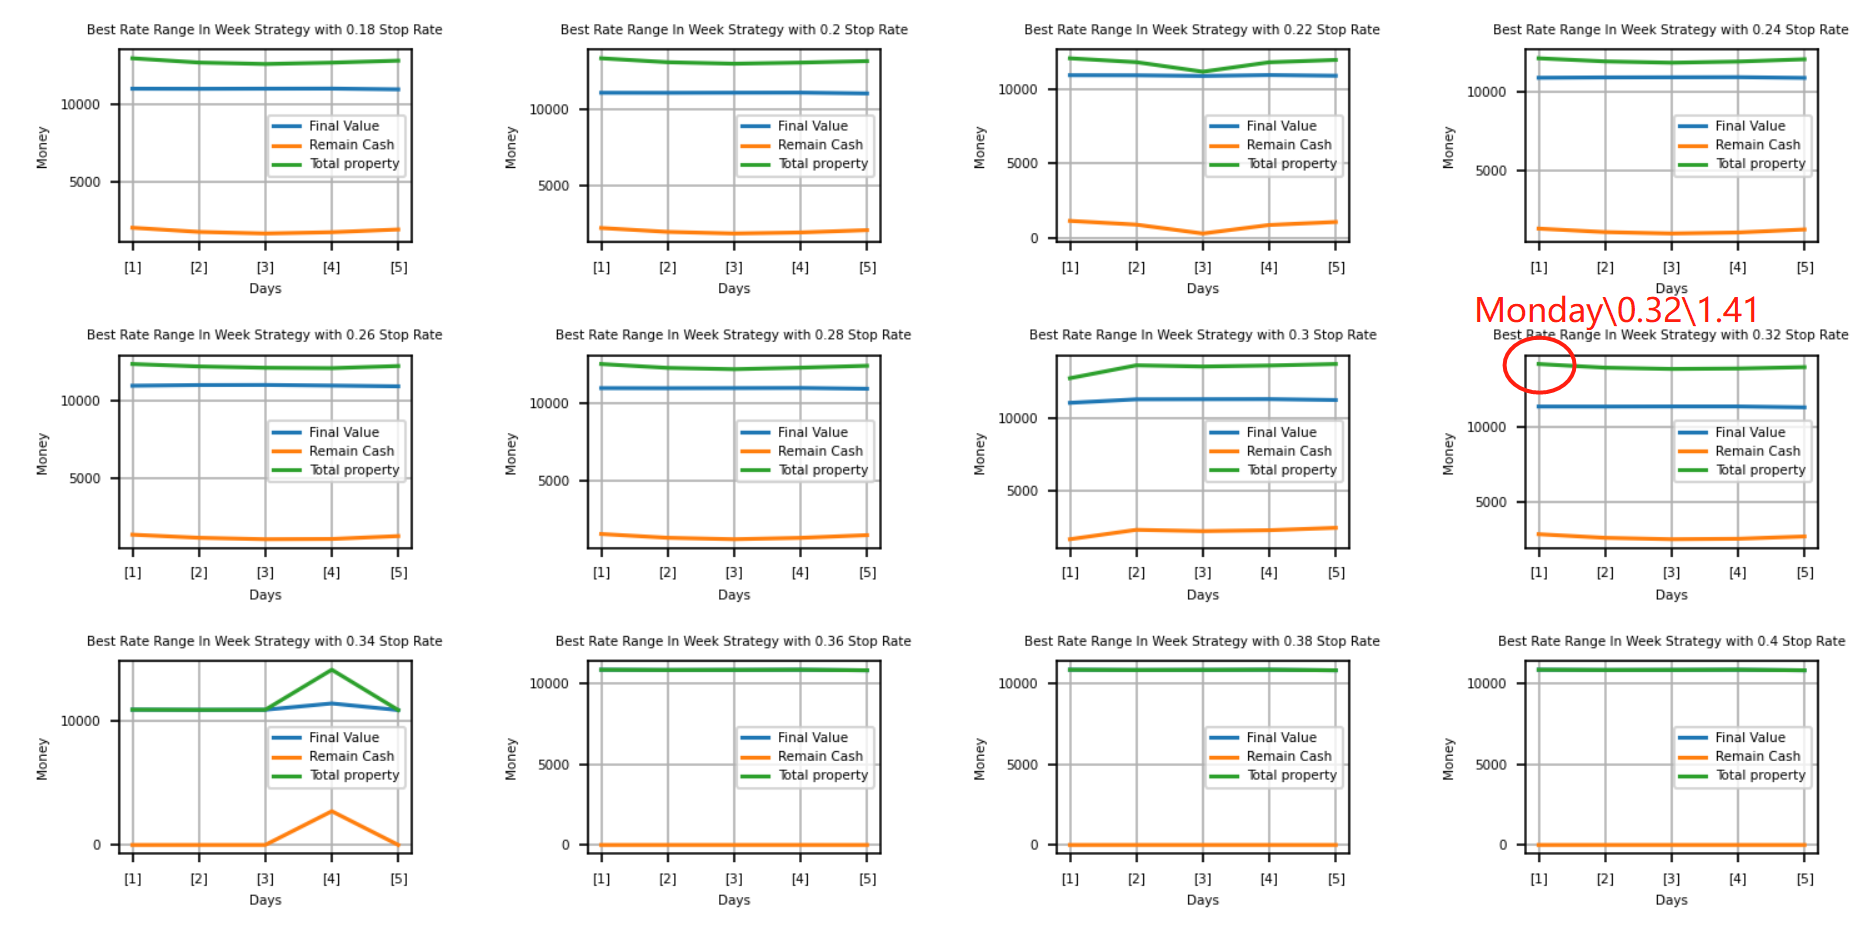 Best Rate Range In Week Strategy with 0.18 Stop Rate
Money
10000
5000
Final Value
Remain Cash
Total property
[1] [2] [3] [4] [5]
Days
Best Rate Range In Week Strategy with 0.2 Stop Rate
Money
10000
5000
Final Value
Remain Cash
Total property
[1] [2] [3] [4] [5]
Days
Best Rate Range In Week Strategy with 0.22 Stop Rate
Money
10000
5000
0
Final Value
Remain Cash
Total property
[1] [2] [3] [4] [5]
Days
Best Rate Range In Week Strategy with 0.24 Stop Rate
Money
10000
5000
Final Value
Remain Cash
Total property
[1] [2] [3] [4] [5]
Days
Best Rate Range In Week Strategy with 0.26 Stop Rate
Money
10000
5000
Final Value
Remain Cash
Total property
[1] [2] [3] [4] [5]
Days
Best Rate Range In Week Strategy with 0.28 Stop Rate
Money
10000
5000
Final Value
Remain Cash
Total property
[1] [2] [3] [4] [5]
Days
Best Rate Range In Week Strategy with 0.3 Stop Rate
Money
10000
5000
Final Value
Remain Cash
Total property
[1] [2] [3] [4] [5]
Days
Monday\0.32\1.41
Best Rate Range In Week Strategy with 0.32 Stop Rate
Money
10000
5000
Final Value
Remain Cash
Total property
[1] [2] [3] [4] [5]
Days
Best Rate Range In Week Strategy with 0.34 Stop Rate
Money
10000
0
Final Value
Remain Cash
Total property
[1] [2] [3] [4] [5]
Days
Best Rate Range In Week Strategy with 0.36 Stop Rate
Money
10000
5000
0
Final Value
Remain Cash
Total property
[1] [2] [3] [4] [5]
Days
Best Rate Range In Week Strategy with 0.38 Stop Rate
Money
10000
5000
0
Final Value
Remain Cash
Total property
[1] [2] [3] [4] [5]
Days
Best Rate Range In Week Strategy with 0.4 Stop Rate
Money
10000
5000
0
Final Value
Remain Cash
Total property
[1] [2] [3] [4] [5]
Days